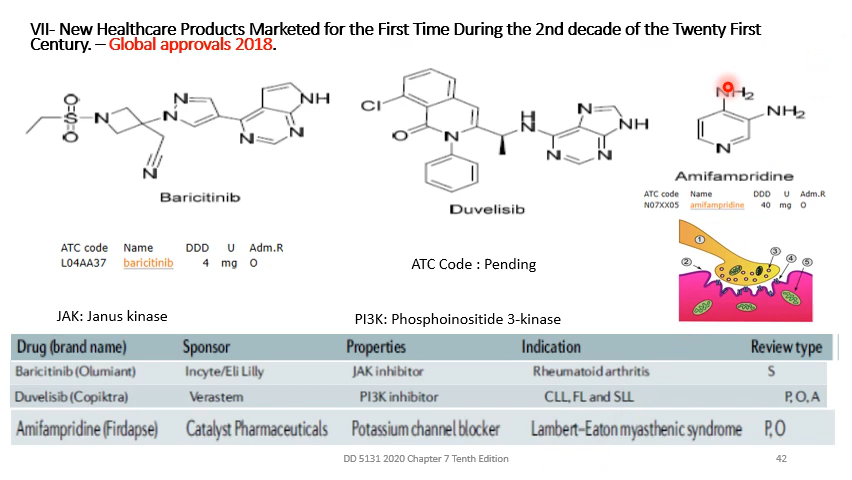 VII- New Healthcare Products Marketed for the First Time During the 2nd decade of the Twenty First
Century. – Global approvals 2018.
O
S
O
N
N
N
NH
N
N
N
Baricitinib
Cl
O
N
H
N
N
NH
N
N
Duvelisib
NH2
NH2
N
Amifampridine
ATC code Name DDD U Adm.R
N07XX05 amifampridine 40 mg O
1
2
3
4
5
ATC code Name DDD U Adm.R
L04AA37 baricitinib 4 mg O
ATC Code : Pending
JAK: Janus kinase
PI3K: Phosphoinositide 3-kinase
Drug (brand name) Sponsor Properties Indication Review type
Baricitinib (Olumiant) Incyte/Eli Lilly JAK inhibitor Rheumatoid arthritis S
Duvelisib (Copiktra) Verastem PI3K inhibitor CLL, FL and SLL P, O, A
Amifampridine (Firdapse) Catalyst Pharmaceuticals Potassium channel blocker Lambert–Eaton myasthenic syndrome P, O
DD 5131 2020 Chapter 7 Tenth Edition
42